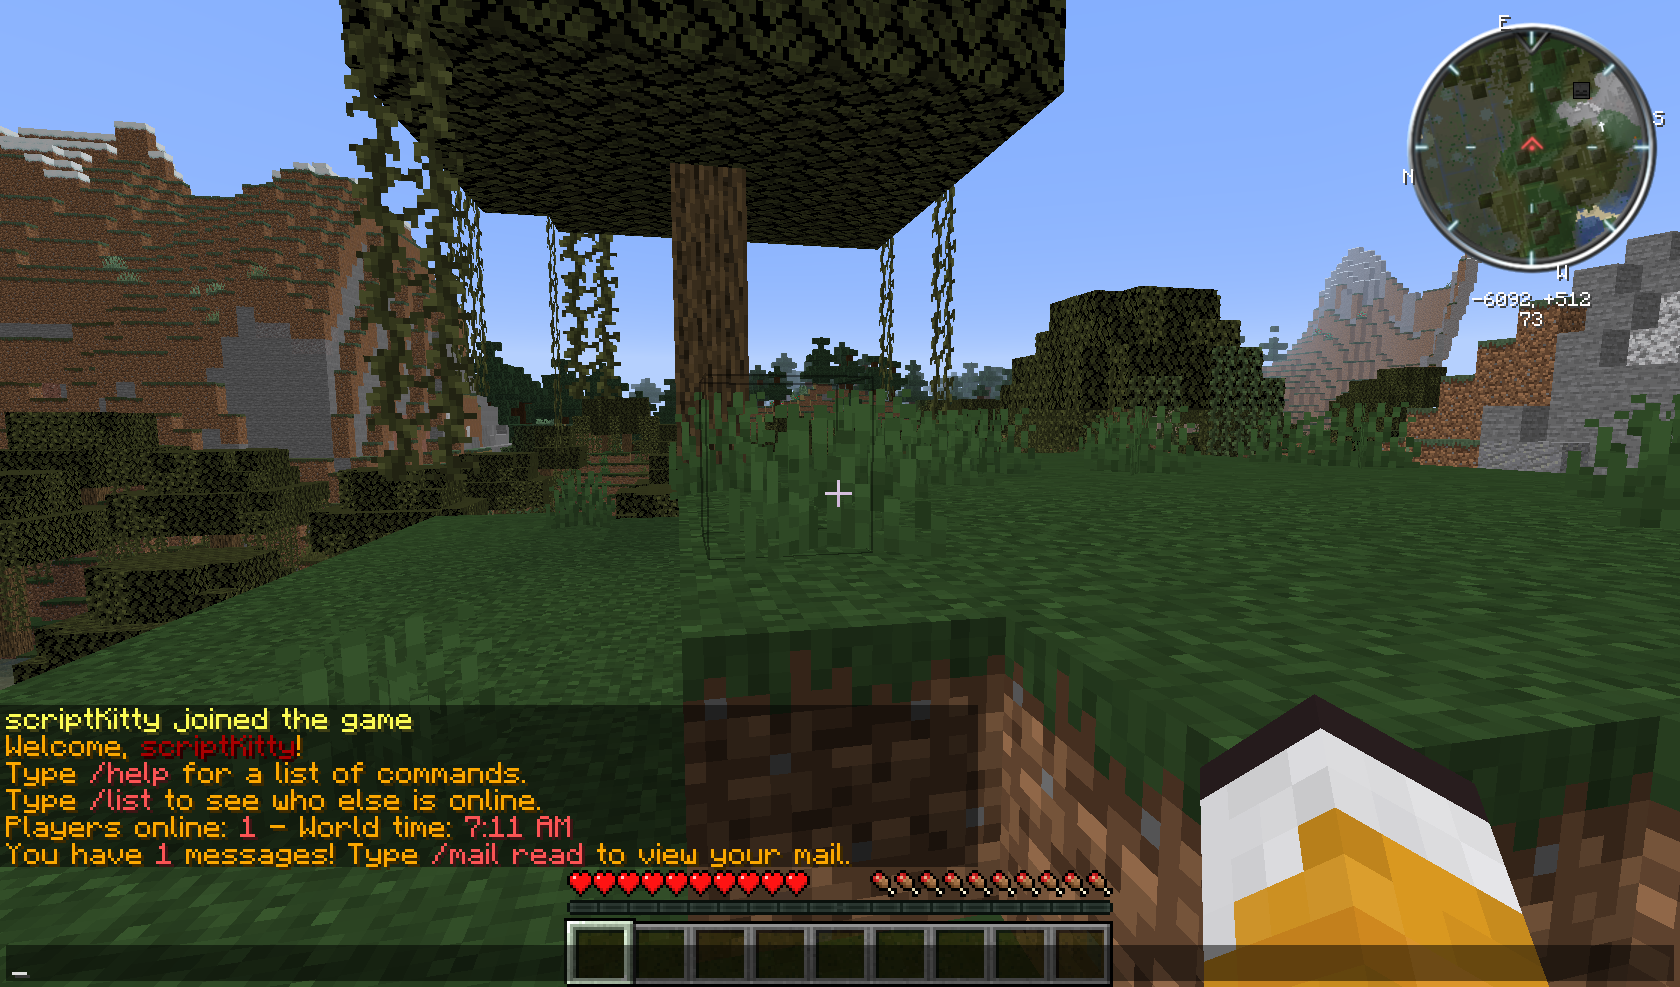 E
S
N
W
-6092, +512
73
scriptKitty joined the game
Welcome, scriptKitty!
Type /help for a list of commands.
Type /list to see who else is online.
Players online: 1 - World time: 7:11 AM
You have 1 messages! Type /mail read to view your mail.
_